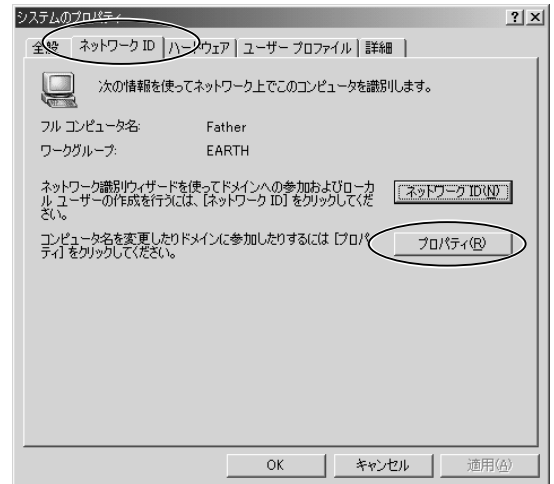 システムのプロパティ
全般 ネットワーク ID ハードウェア ユーザー プロファイル 詳細
次の情報を使ってネットワーク上でこのコンピュータを識別します。
フル コンピュータ名: Father
ワークグループ: EARTH
ネットワーク識別ウィザードを使ってドメインへの参加およびローカ
ル ユーザーの作成を行うには、[ネットワーク ID] をクリックしてくだ
さい。
ネットワーク ID(N)
コンピュータ名を変更したりドメインに参加したりするには [プロパ
ティ] をクリックしてください。
プロパティ(R)
OK キャンセル 適用(A)